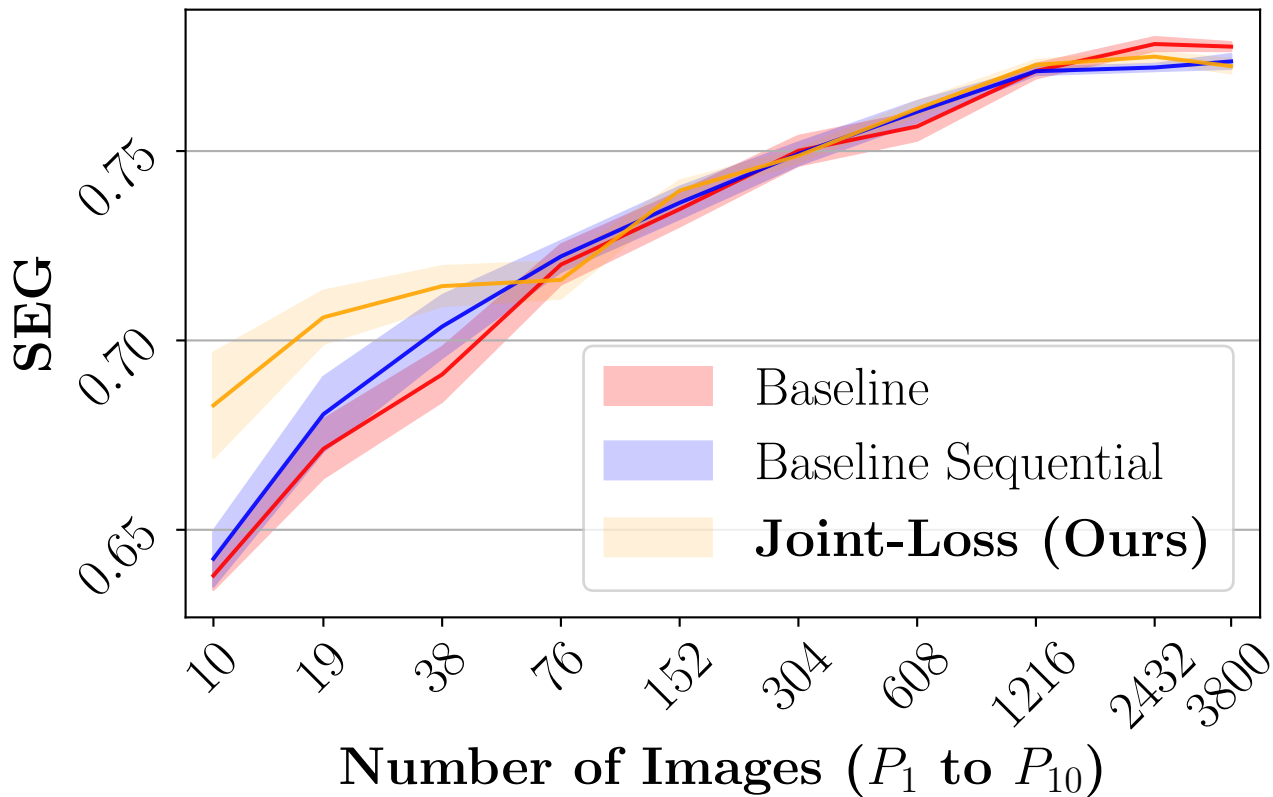 SEG
0.75
0.70
0.65
Baseline
Baseline Sequential
Joint-Loss (Ours)
10 19 38 76 152 304 608 1216 2432 3800
Number of Images (P₁ to P₁₀)